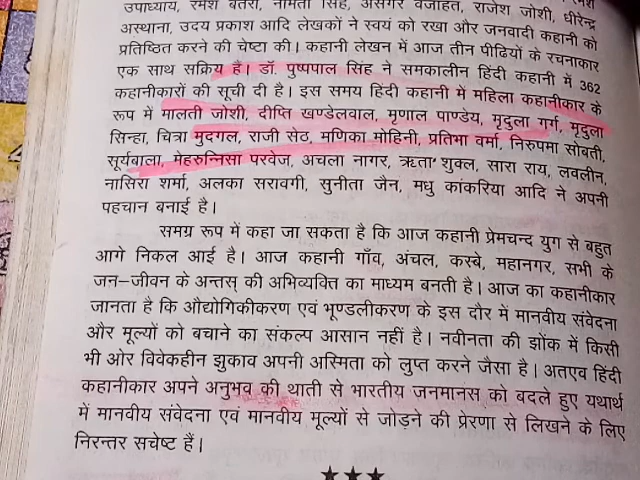 उपाध्याय, रमेश बतरा, नमिता सिंह, असगर वजाहत, राजेश जोशी, धीरेन्द्र
अस्थाना, उदय प्रकाश आदि लेखकों ने स्वयं को रखा और जनवादी कहानी को
प्रतिष्ठित करने की चेष्टा की। कहानी लेखन में आज तीन पीढियों के रचनाकार
एक साथ सक्रिय हैं। डॉ. पुष्पपाल सिंह ने समकालीन हिंदी कहानी में 362
कहानीकारों की सूची दी है। इस समय हिंदी कहानी में महिला कहानीकार के
रूप में मालती जोशी, दीप्ति खण्डेलवाल, मृणाल पाण्डेय, मृदुला गर्ग, मृदुला
सिन्हा, चित्रा मुदगल, राजी सेठ, मणिका मोहिनी, प्रतिभा वर्मा, निरुपमा सोबती,
सूर्यबाला, मेहरुन्निसा परवेज, अचला नागर, ऋता शुक्ल, सारा राय, लवलीन,
नासिरा शर्मा, अलका सरावगी, सुनीता जैन, मधु कांकरिया आदि ने अपनी
पहचान बनाई है।
समग्र रूप में कहा जा सकता है कि आज कहानी प्रेमचन्द युग से बहुत
आगे निकल आई है। आज कहानी गाँव, अंचल, कस्बे, महानगर, सभी के
जन-जीवन के अन्तस् की अभिव्यक्ति का माध्यम बनती है। आज का कहानीकार
जानता है कि औद्योगिकीकरण एवं भूण्डलीकरण के इस दौर में मानवीय संवेदना
और मूल्यों को बचाने का संकल्प आसान नहीं है। नवीनता की झोंक में किसी
भी ओर विवेकहीन झुकाव अपनी अस्मिता को लुप्त करने जैसा है। अतएव हिंदी
कहानीकार अपने अनुभव की थाती से भारतीय जनमानस को बदले हुए यथार्थ
में मानवीय संवेदना एवं मानवीय मूल्यों से जोड़ने की प्रेरणा से लिखने के लिए
निरन्तर सचेष्ट हैं।
★★★